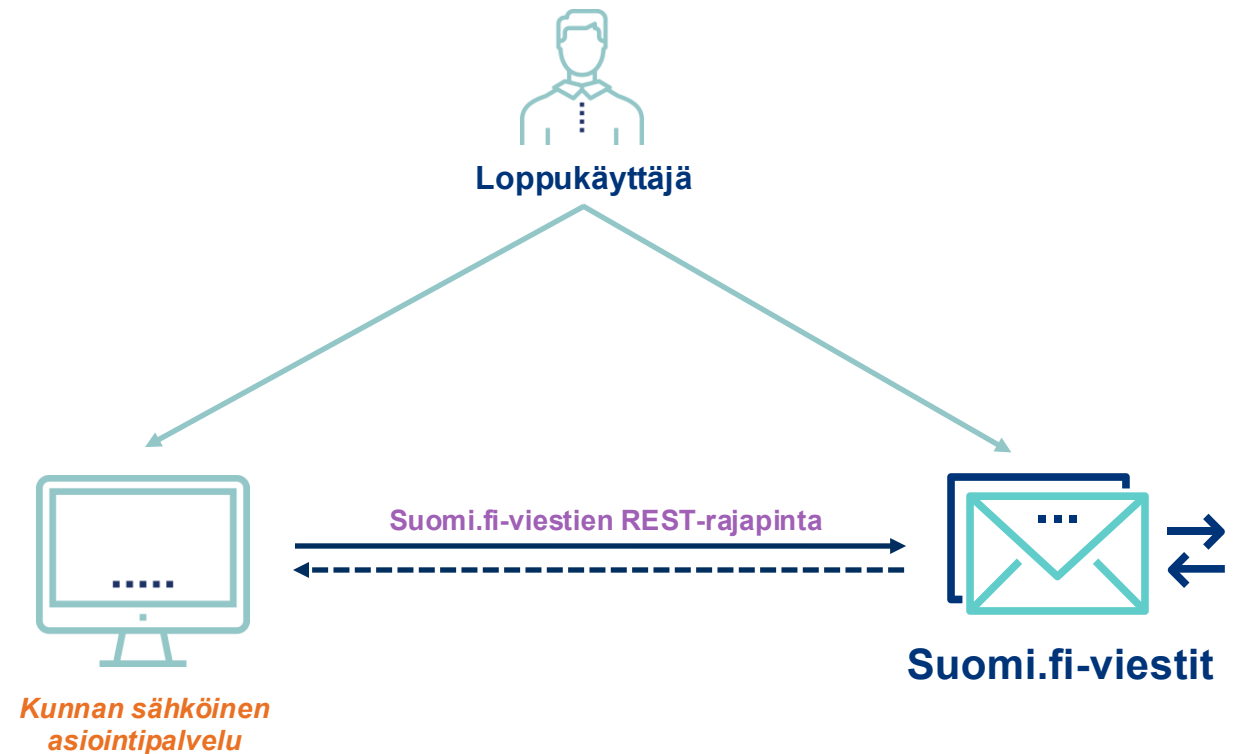 Loppukäyttäjä
Suomi.fi-viestien REST-rajapinta
Suomi.fi-viestit
Kunnan sähköinen
asiointipalvelu